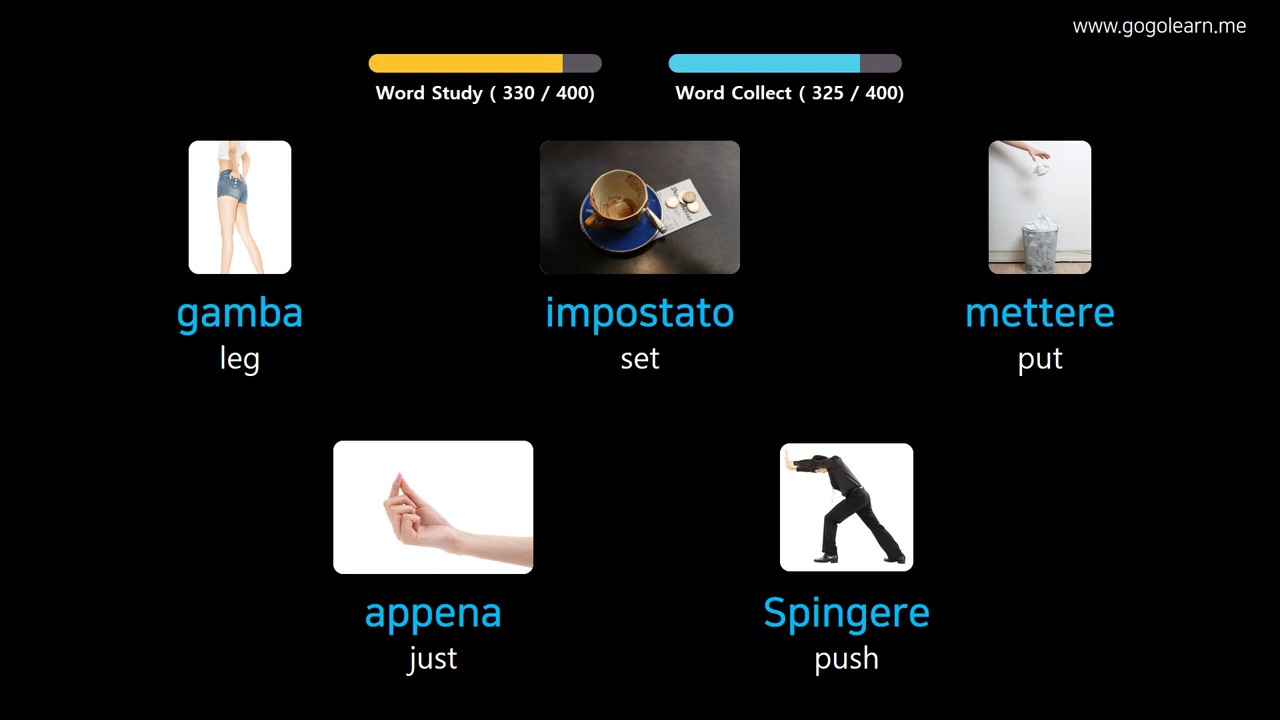 www.gogolearn.me
Word Study ( 330 / 400)
Word Collect ( 325 / 400)
gamba
leg
impostato
set
mettere
put
appena
just
Spingere
push